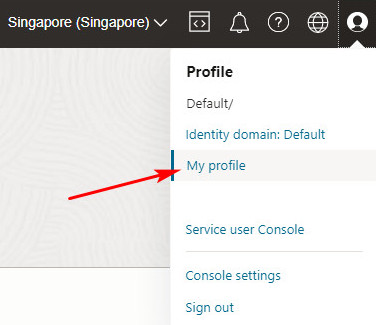 Singapore (Singapore)
Profile
Default/
Identity domain: Default
My profile
Service user Console
Console settings
Sign out